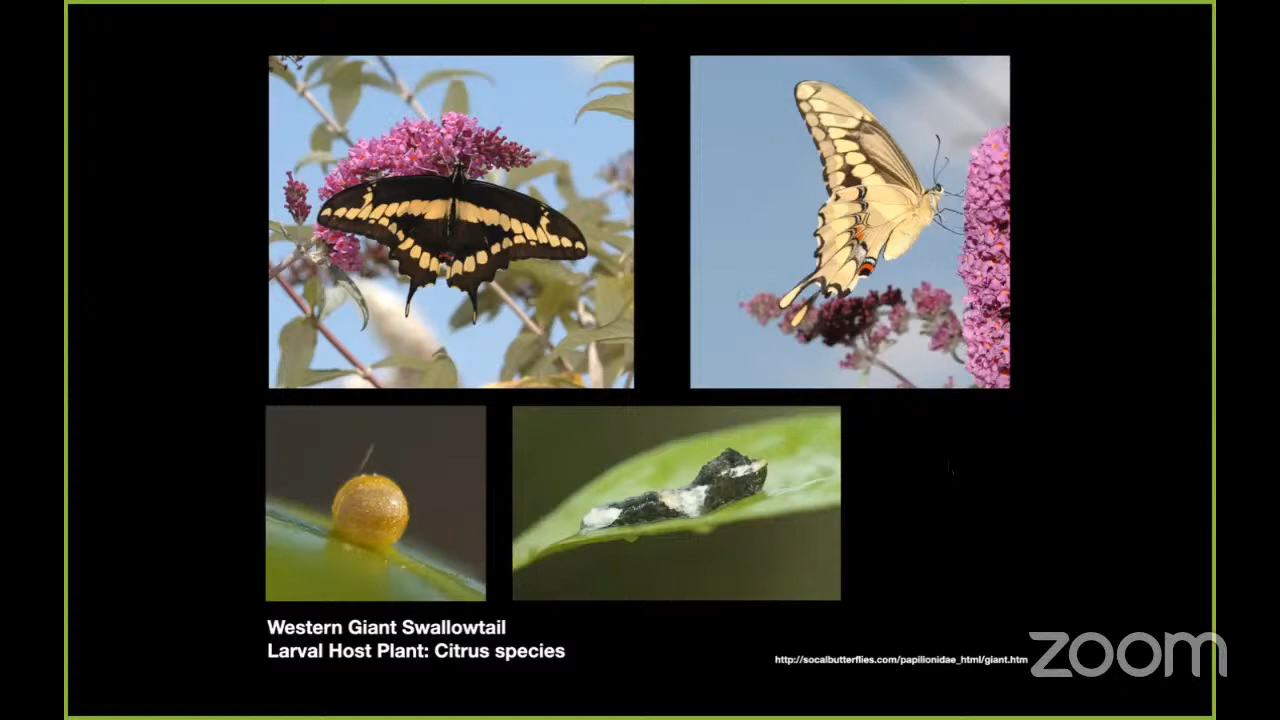 Western Giant Swallowtail
Larval Host Plant: Citrus species
http://socalbutterflies.com/papilionidae_html/giant.htm
zoom